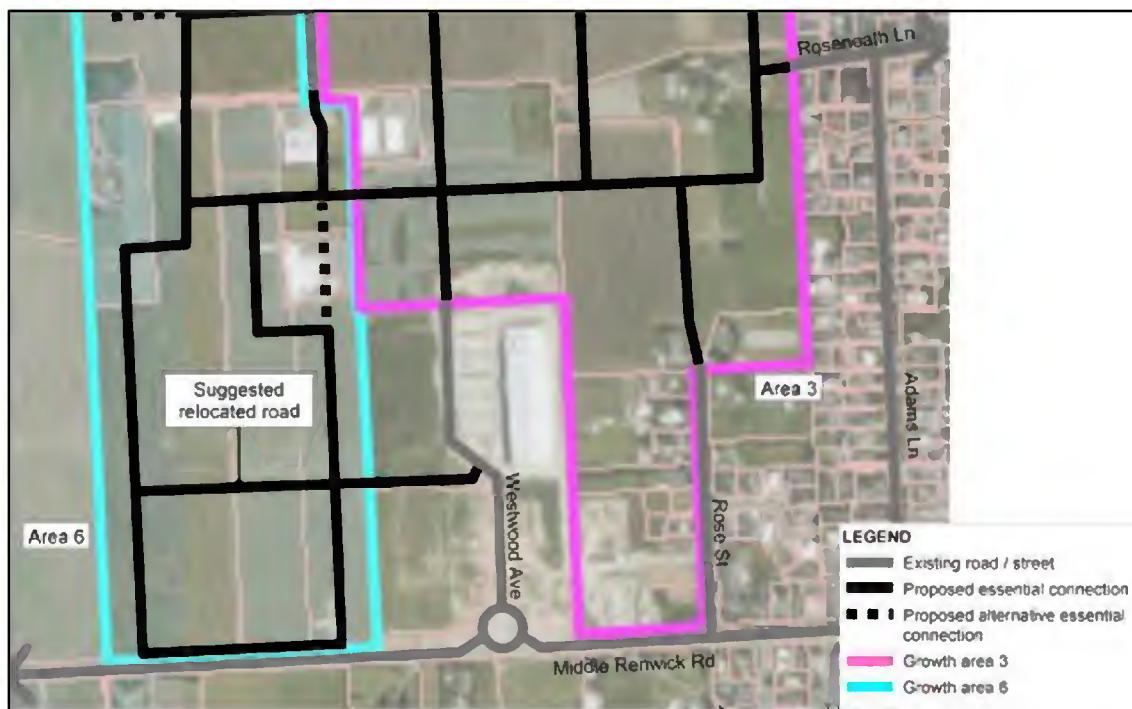 Roseneath Ln
Suggested
relocated road
Area 3
Adams Ln
Westwood Ave
Rose St
Area 6
Middle Renwick Rd
LEGEND
Existing road / street
Proposed essential connection
Proposed alternative essential
connection
Growth area 3
Growth area 6